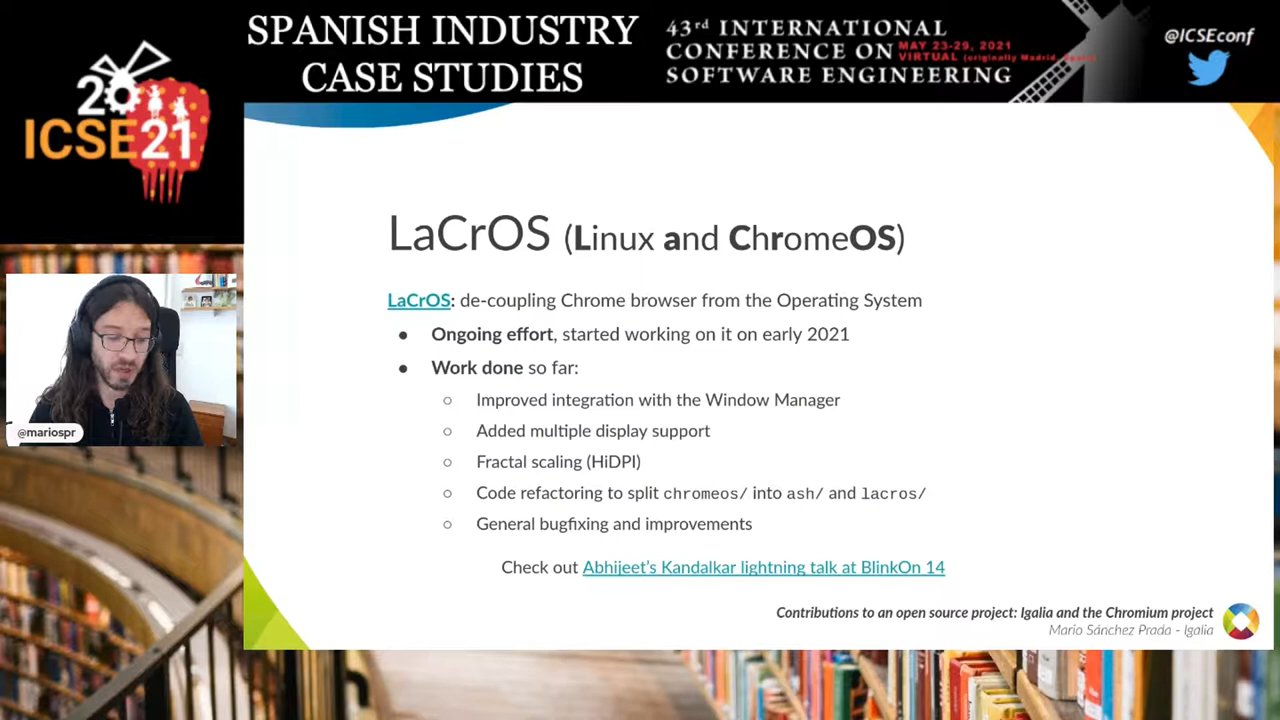 SPANISH INDUSTRY
CASE STUDIES
43rd INTERNATIONAL
CONFERENCE ON MAY 23-29, 2021
VIRTUAL (originally Madrid, Spain)
SOFTWARE ENGINEERING
@ICSEconf
20
ICSE21
LaCrOS (Linux and ChromeOS)
LaCrOS: de-coupling Chrome browser from the Operating System
● Ongoing effort, started working on it on early 2021
● Work done so far:
○ Improved integration with the Window Manager
○ Added multiple display support
○ Fractal scaling (HiDPI)
○ Code refactoring to split chromeos/ into ash/ and lacros/
○ General bugfixing and improvements
Check out Abhijeet's Kandalkar lightning talk at BlinkOn 14
@mariospr
Contributions to an open source project: Igalia and the Chromium project
Mario Sánchez Prada - Igalia